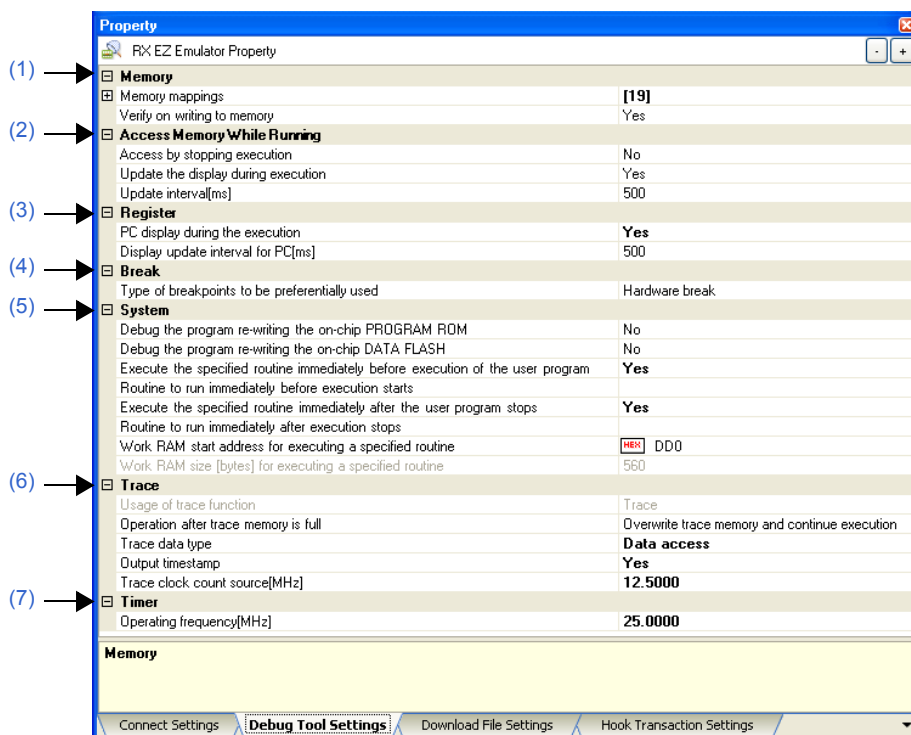 Property
RX EZ Emulator Property
- +
(1) Memory
Memory mappings [19]
Verify on writing to memory Yes
(2) Access Memory While Running
Access by stopping execution No
Update the display during execution Yes
Update interval[ms] 500
(3) Register
PC display during the execution Yes
Display update interval for PC[ms] 500
(4) Break
Type of breakpoints to be preferentially used Hardware break
(5) System
Debug the program re-writing the on-chip PROGRAM ROM No
Debug the program re-writing the on-chip DATA FLASH No
Execute the specified routine immediately before execution of the user program Yes
Routine to run immediately before execution starts
Execute the specified routine immediately after the user program stops Yes
Routine to run immediately after execution stops
Work RAM start address for executing a specified routine HEX DD0
Work RAM size [bytes] for executing a specified routine 560
(6) Trace
Usage of trace function Trace
Operation after trace memory is full Overwrite trace memory and continue execution
Trace data type Data access
Output timestamp Yes
Trace clock count source[MHz] 12.5000
(7) Timer
Operating frequency[MHz] 25.0000
Memory
Connect Settings Debug Tool Settings Download File Settings Hook Transaction Settings